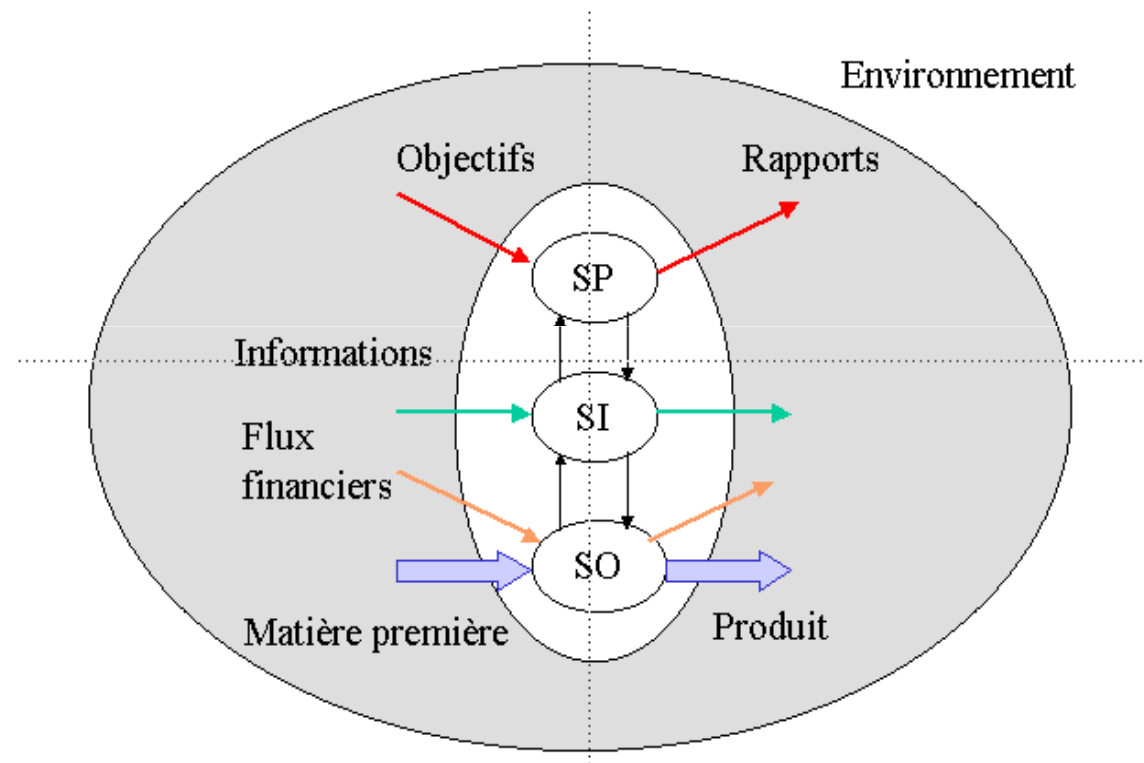 Environnement
Objectifs
Rapports
SP
Informations
SI
Flux
financiers
SO
Matière première
Produit